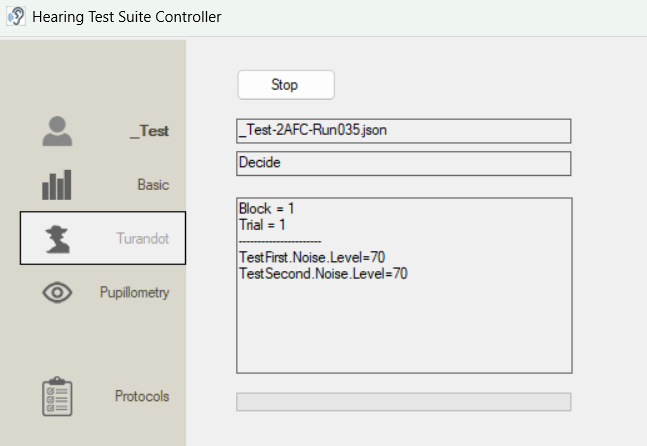 Hearing Test Suite Controller
Stop
_Test
_Test-2AFC-Run035.json
Decide
Basic
Turandot
Pupillometry
Protocols
Block = 1
Trial = 1
----------------------
TestFirst.Noise.Level=70
TestSecond.Noise.Level=70